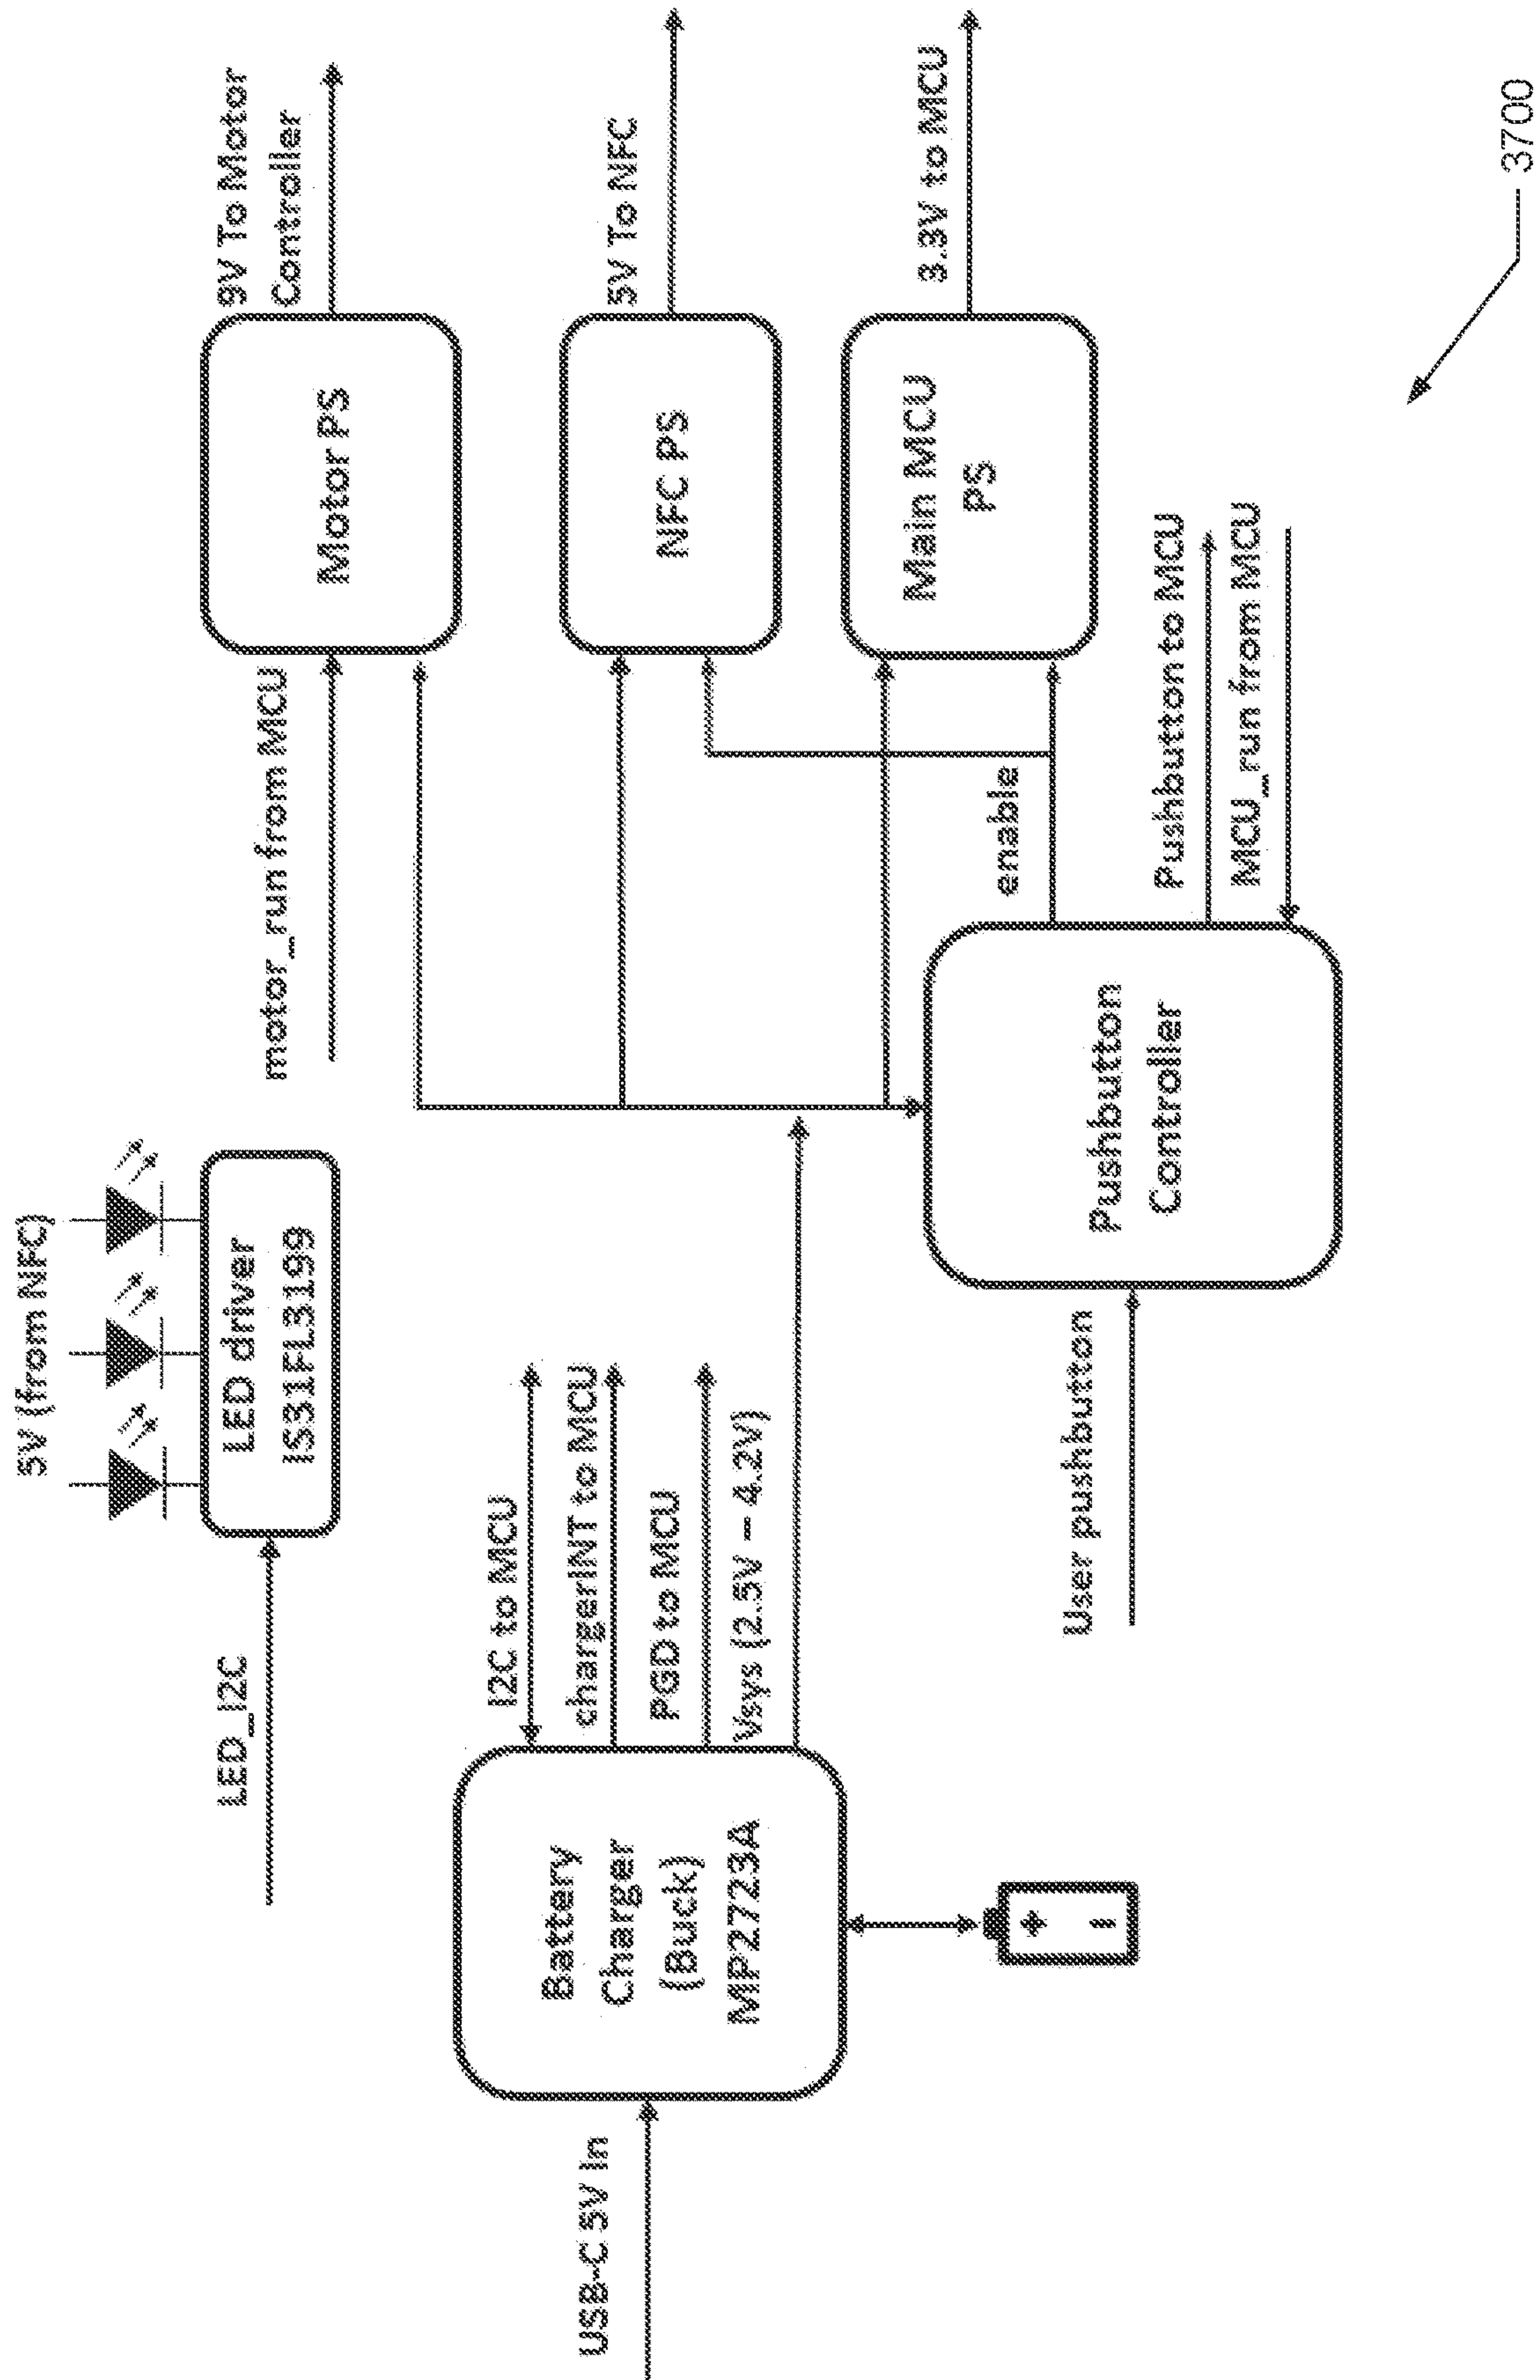 5V (from NFC)
LED_I2C
LED driver
IS31FL3199
motor_run from MCU
Motor PS
9V To Motor
Controller
USB-C 5V In
Battery
Charger
(Buck)
MP2723A
I2C to MCU
chargerINT to MCU
PGD to MCU
Vsys (2.5V – 4.2V)
NFC PS
5V To NFC
Main MCU
PS
3.3V to MCU
+
-
enable
User pushbutton
Pushbutton
Controller
Pushbutton to MCU
MCU_run from MCU
3700